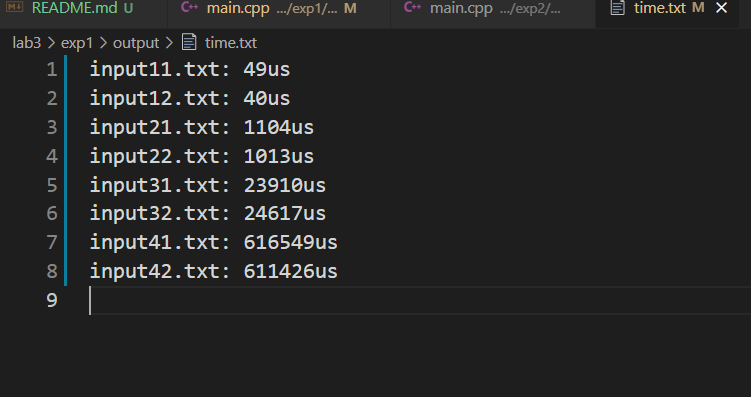 README.md U main.cpp .../exp1/... M main.cpp .../exp2/... time.txt M
lab3 > exp1 > output > time.txt
1 input11.txt: 49us
2 input12.txt: 40us
3 input21.txt: 1104us
4 input22.txt: 1013us
5 input31.txt: 23910us
6 input32.txt: 24617us
7 input41.txt: 616549us
8 input42.txt: 611426us
9